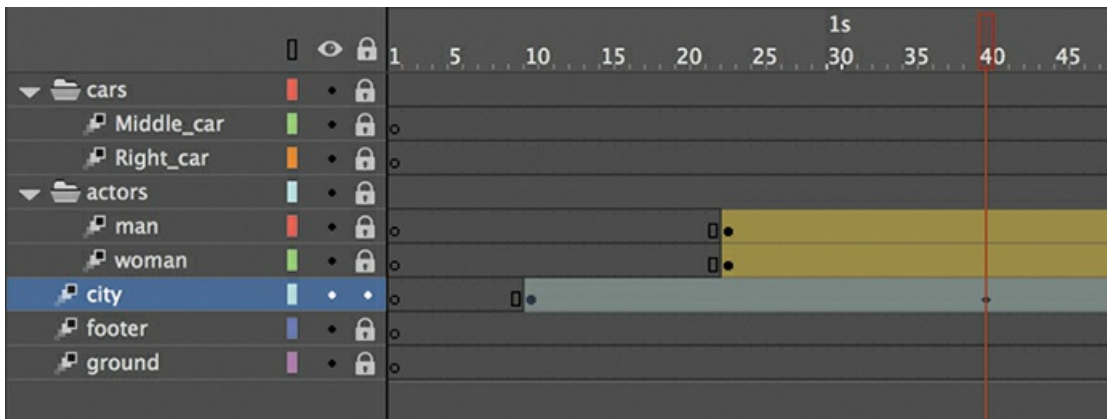 1s
1 5 10 15 20 25 30 35 40 45
cars
Middle_car
Right_car
actors
man
woman
city
footer
ground